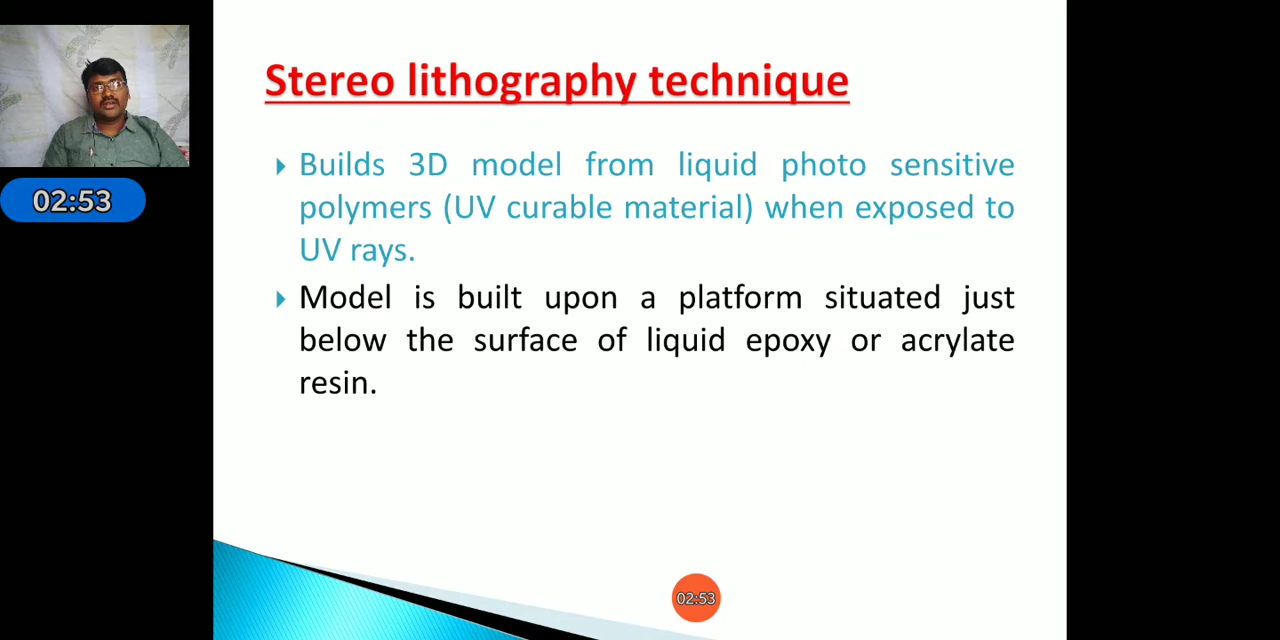 Stereo lithography technique
Builds 3D model from liquid photo sensitive
polymers (UV curable material) when exposed to
UV rays.
Model is built upon a platform situated just
below the surface of liquid epoxy or acrylate
resin.
02:53
02:53